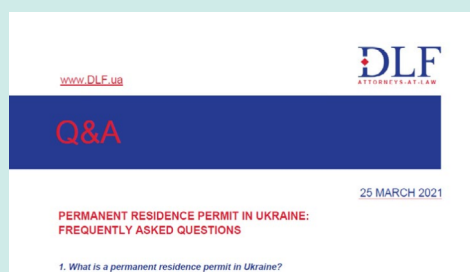 www.DLF.ua
DLF
ATTORNEYS-AT-LAW
Q&A
25 MARCH 2021
PERMANENT RESIDENCE PERMIT IN UKRAINE:
FREQUENTLY ASKED QUESTIONS
1. What is a permanent residence permit in Ukraine?